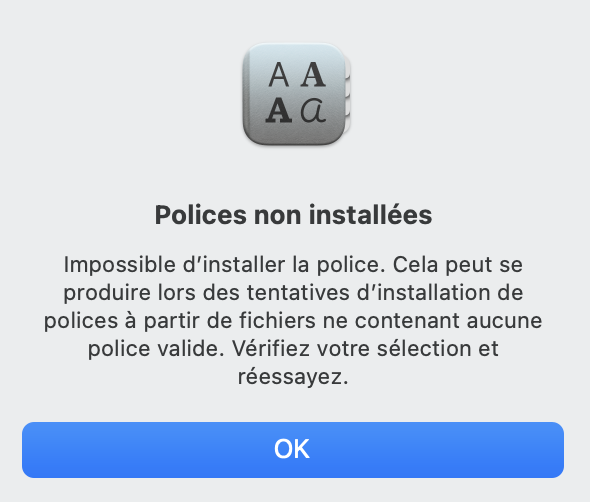 A A
A a
Polices non installées
Impossible d’installer la police. Cela peut se
produire lors des tentatives d’installation de
polices à partir de fichiers ne contenant aucune
police valide. Vérifiez votre sélection et
réessayez.
OK